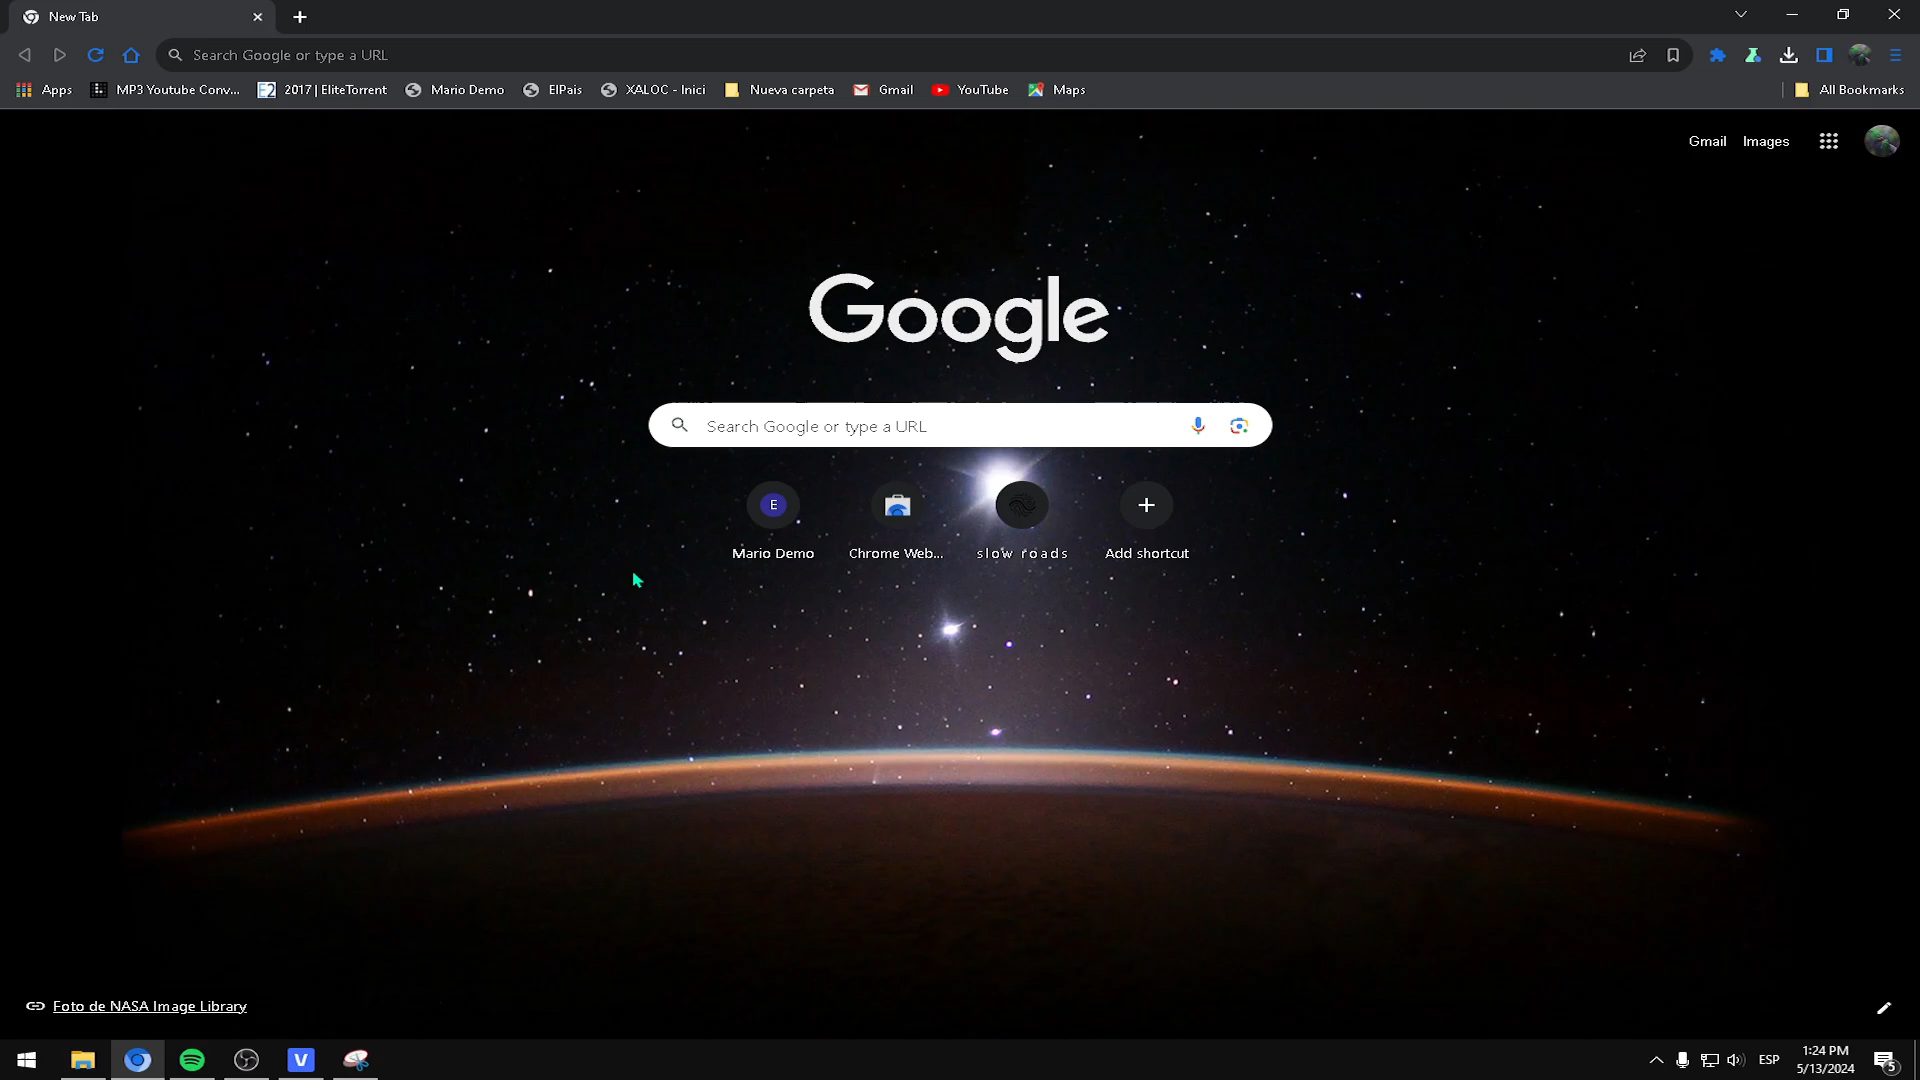 New Tab
Search Google or type a URL
Apps MP3 Youtube Conv... E2 2017 | EliteTorrent Mario Demo ElPais XALOC - Inici Nueva carpeta Gmail YouTube Maps All Bookmarks
Gmail Images
Google
Search Google or type a URL
E
Mario Demo Chrome Web... slow roads Add shortcut
Foto de NASA Image Library
V
ESP
1:24 PM
5/13/2024
5